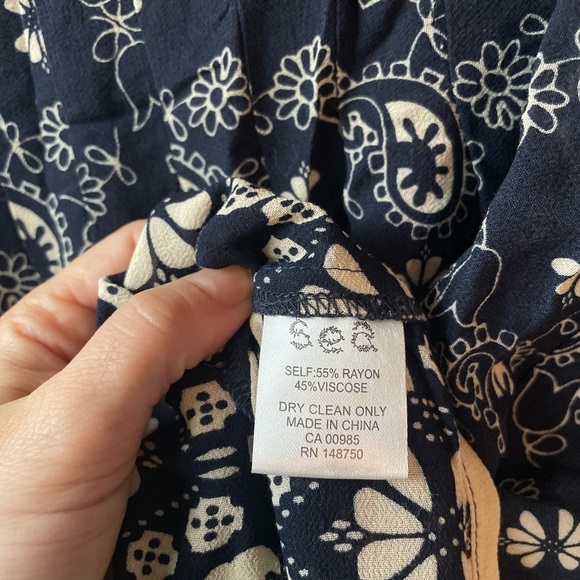 sea
SELF:55% RAYON
45%VISCOSE
DRY CLEAN ONLY
MADE IN CHINA
CA 00985
RN 148750